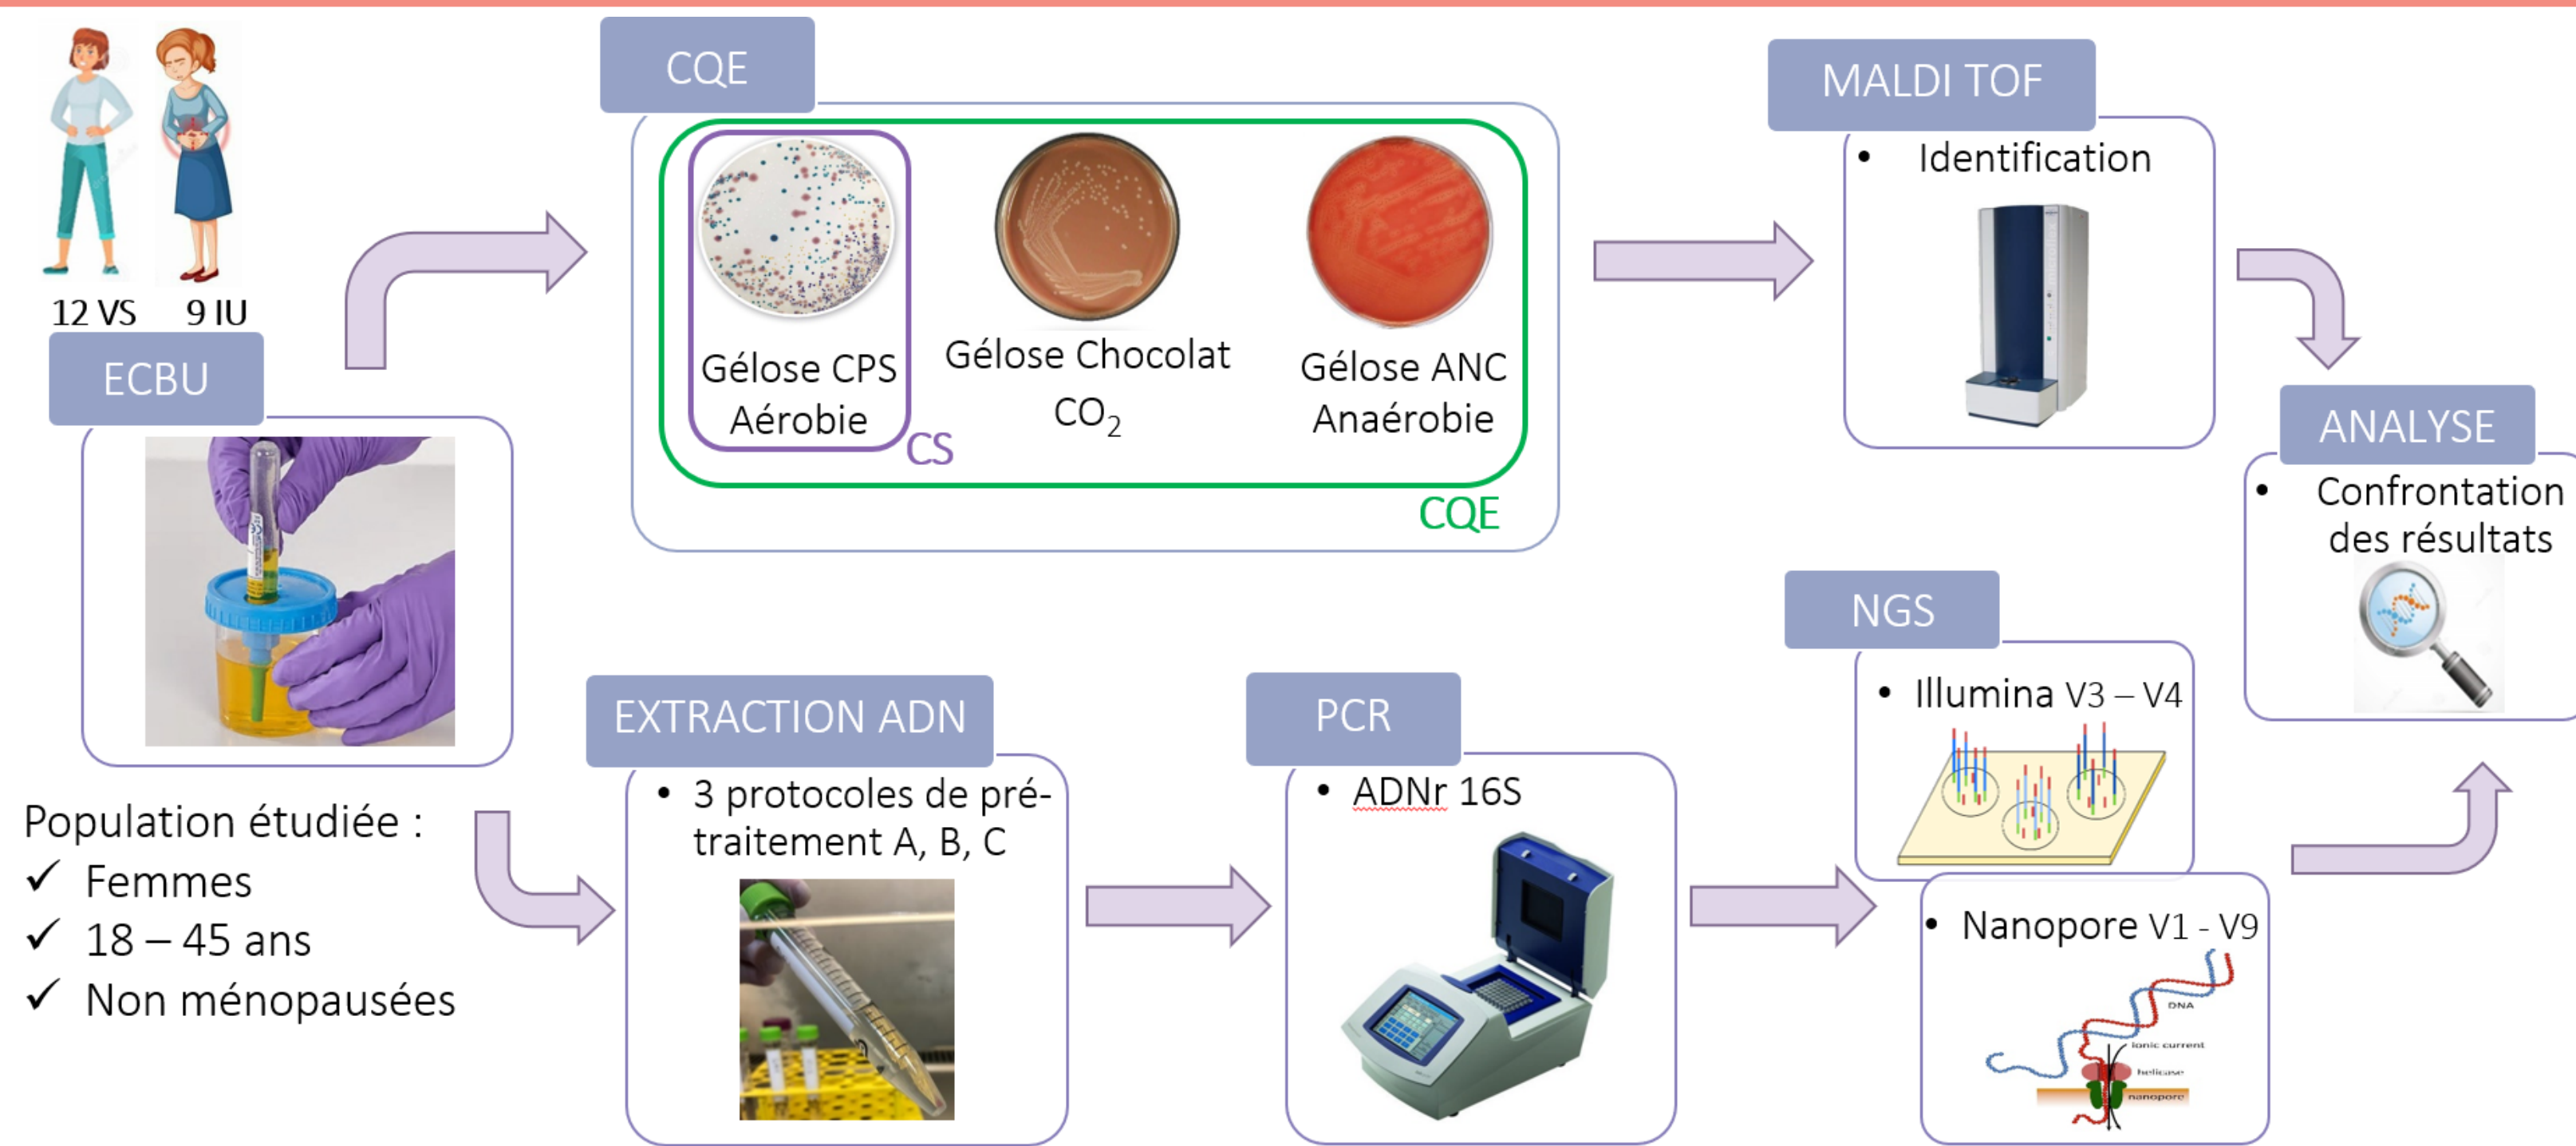 12 VS
9 IU
ECBU
Population étudiée :
✓ Femmes
✓ 18 – 45 ans
✓ Non ménopausées
CQE
Gélose CPS
Aérobie
CS
Gélose Chocolat
CO₂
Gélose ANC
Anaérobie
CQE
MALDI TOF
• Identification
EXTRACTION ADN
• 3 protocoles de pré-
traitement A, B, C
PCR
• ADNr 16S
NGS
• Illumina V3 – V4
• Nanopore V1 - V9
DNA
ionic current
helicase
nanopore
ANALYSE
• Confrontation
des résultats